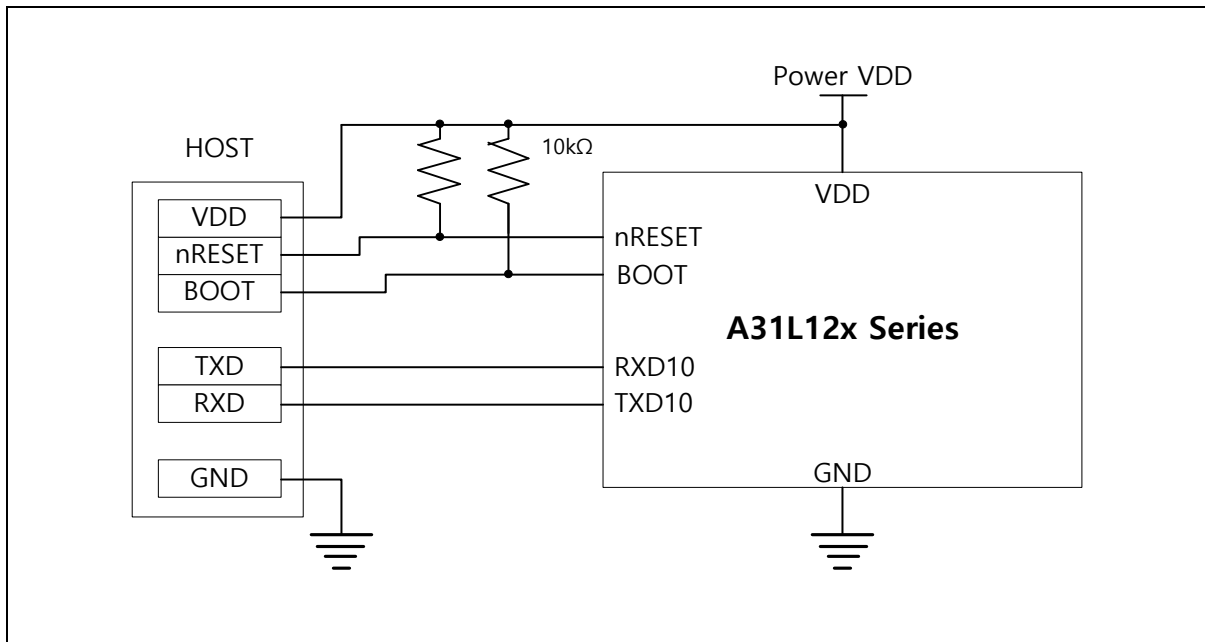 Power VDD
HOST
10kΩ
VDD
VDD
nRESET
nRESET
BOOT
BOOT
A31L12x Series
TXD
RXD10
RXD
TXD10
GND
GND